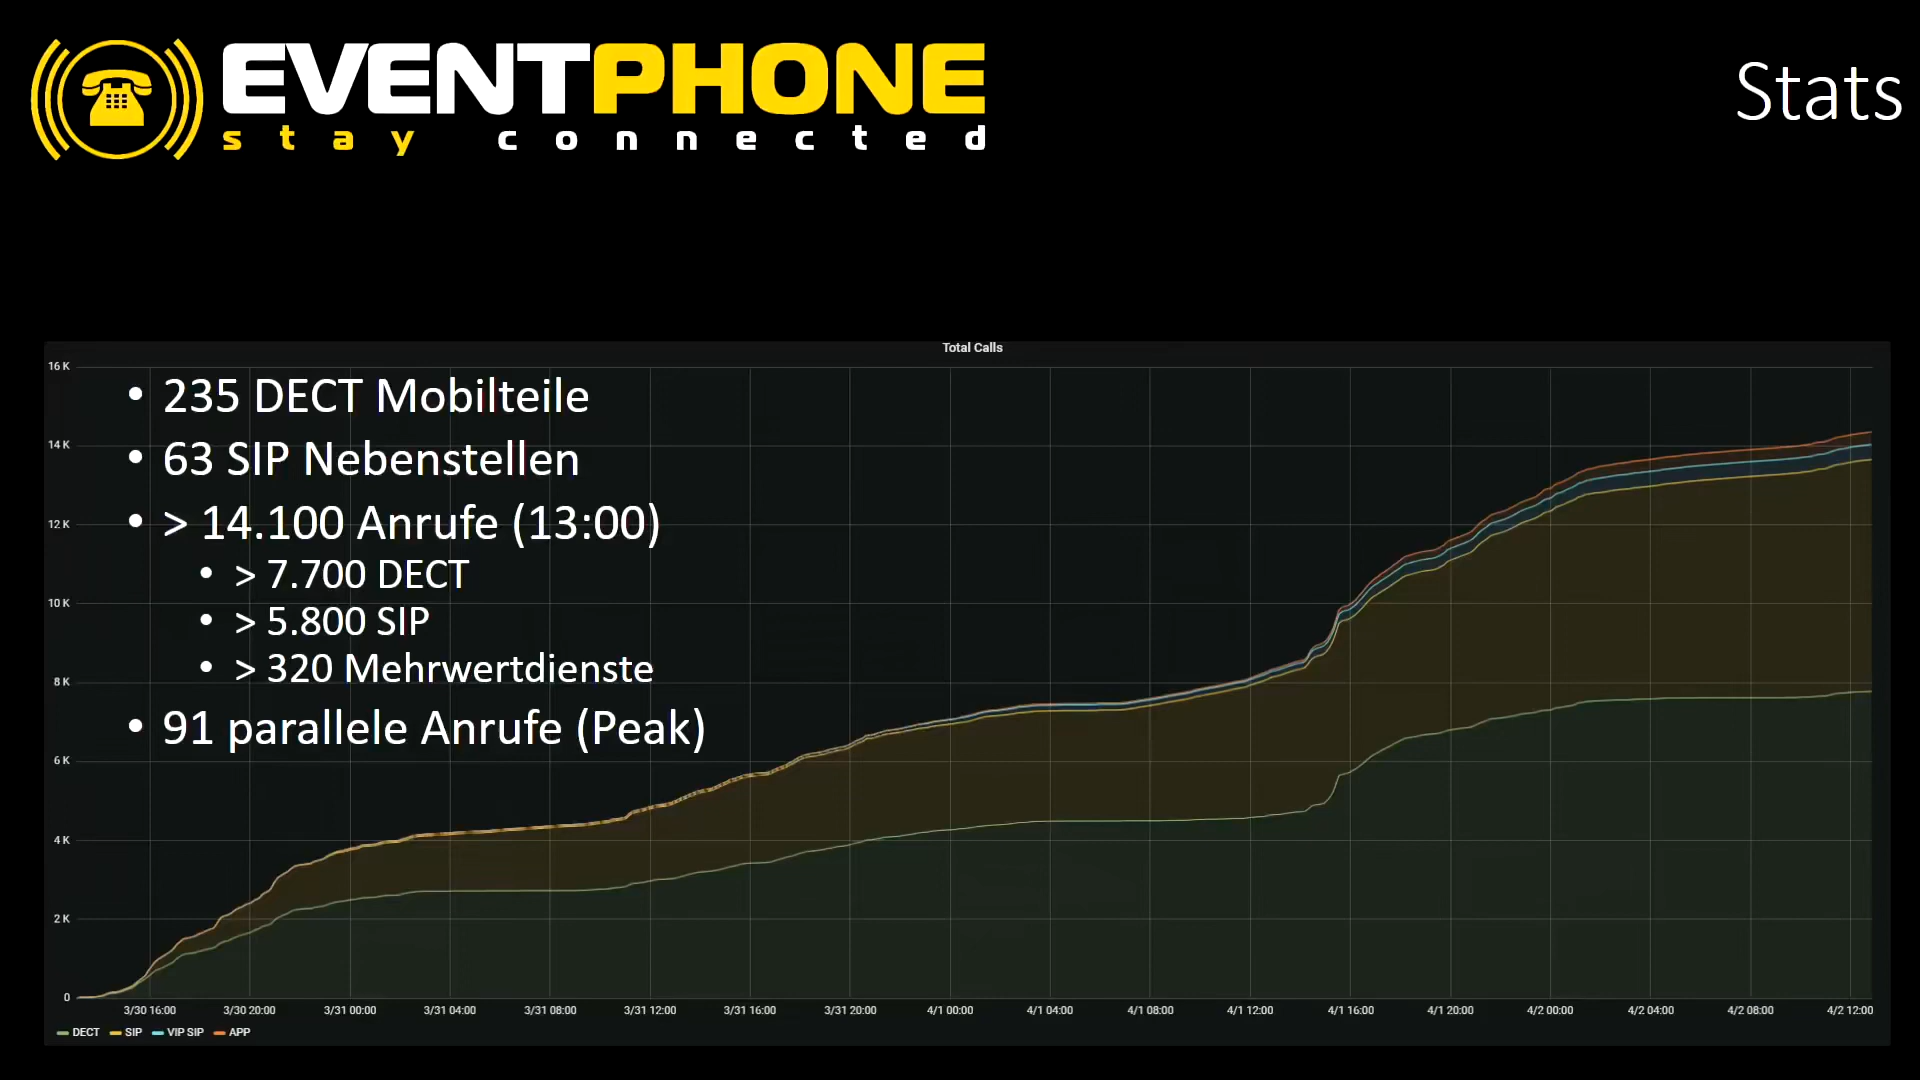 EVENTPHONE
stay connected
Stats
Total Calls
16 K
14 K
12 K
10 K
8 K
6 K
4 K
2 K
0
• 235 DECT Mobilteile
• 63 SIP Nebenstellen
• > 14.100 Anrufe (13:00)
• > 7.700 DECT
• > 5.800 SIP
• > 320 Mehrwertdienste
• 91 parallele Anrufe (Peak)
3/30 16:00 3/30 20:00 3/31 00:00 3/31 04:00 3/31 08:00 3/31 12:00 3/31 16:00 3/31 20:00 4/1 00:00 4/1 04:00 4/1 08:00 4/1 12:00 4/1 16:00 4/1 20:00 4/2 00:00 4/2 04:00 4/2 08:00 4/2 12:00
DECT SIP VIP SIP APP